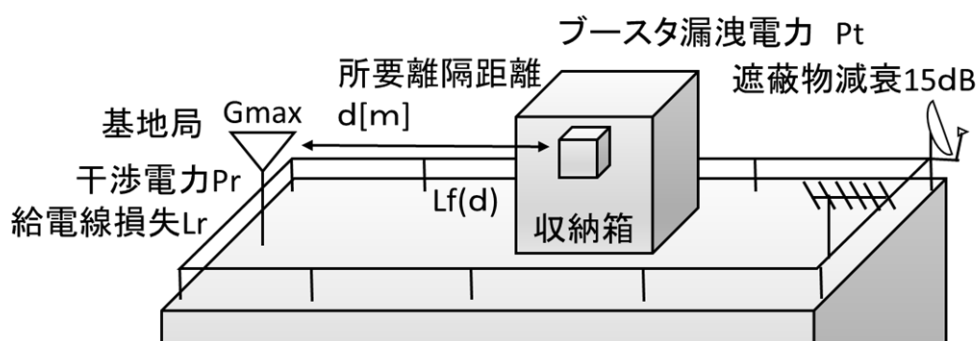 ブースタ漏洩電力 Pt
所要離隔距離
d[m]
遮蔽物減衰15dB
基地局 Gmax
干渉電力Pr
給電線損失Lr
Lf(d)
収納箱